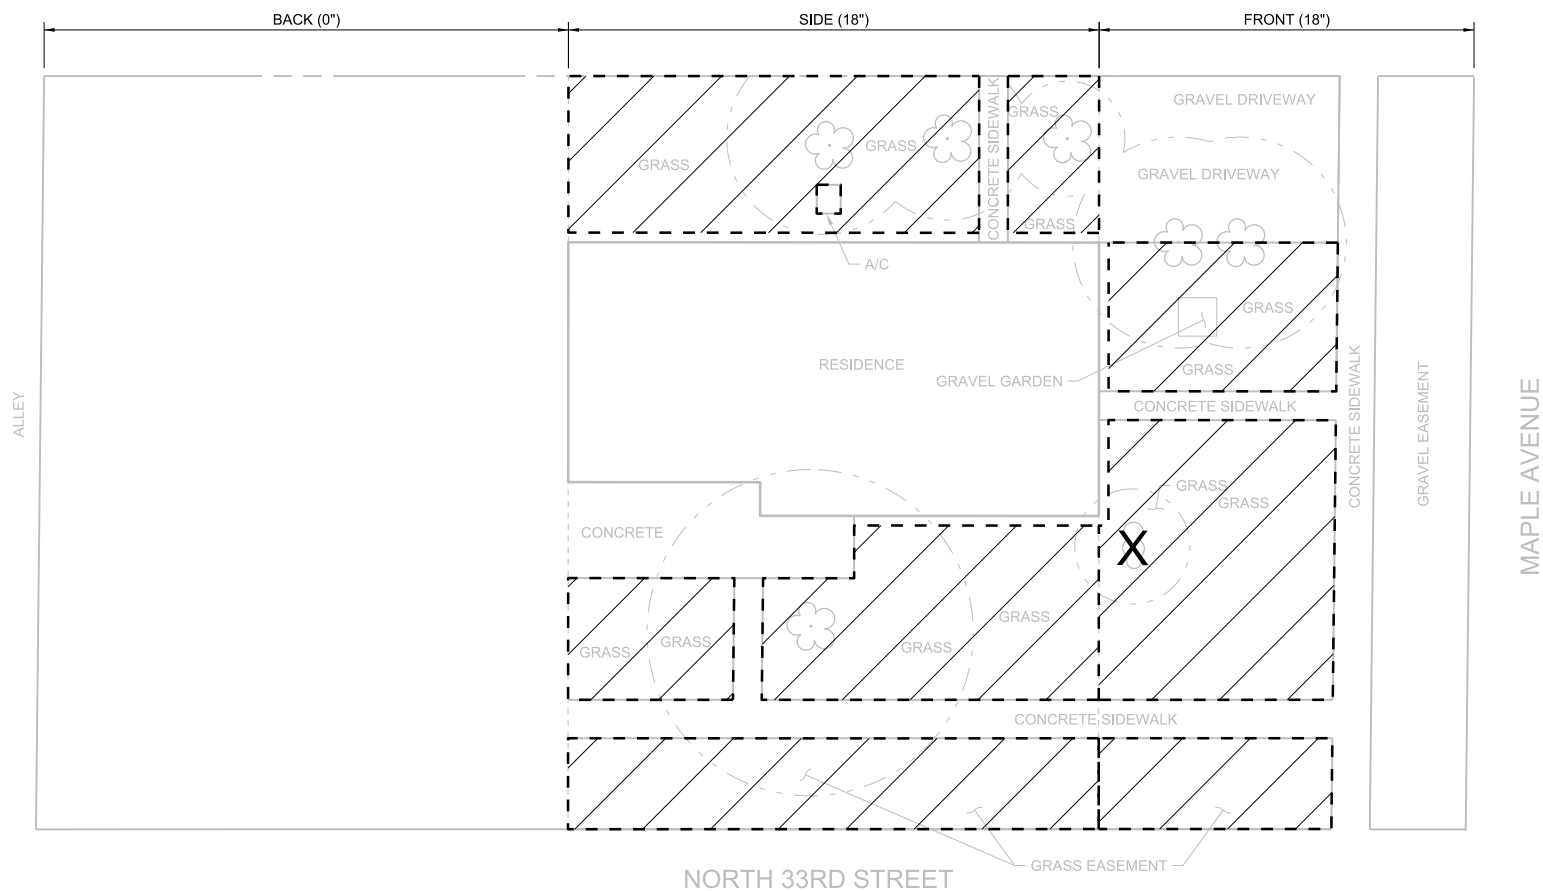 BACK (0")
SIDE (18")
FRONT (18")
GRAVEL DRIVEWAY
CONCRETE SIDEWALK
GRASS
GRASS
GRASS
GRAVEL DRIVEWAY
GRASS
A/C
GRASS
RESIDENCE
GRASS
GRAVEL GARDEN
CONCRETE SIDEWALK
CONCRETE SIDEWALK
GRAVEL EASEMENT
ALLEY
MAPLE AVENUE
GRASS
GRASS
X
CONCRETE
GRASS
GRASS
GRASS
GRASS
CONCRETE SIDEWALK
GRASS EASEMENT
NORTH 33RD STREET